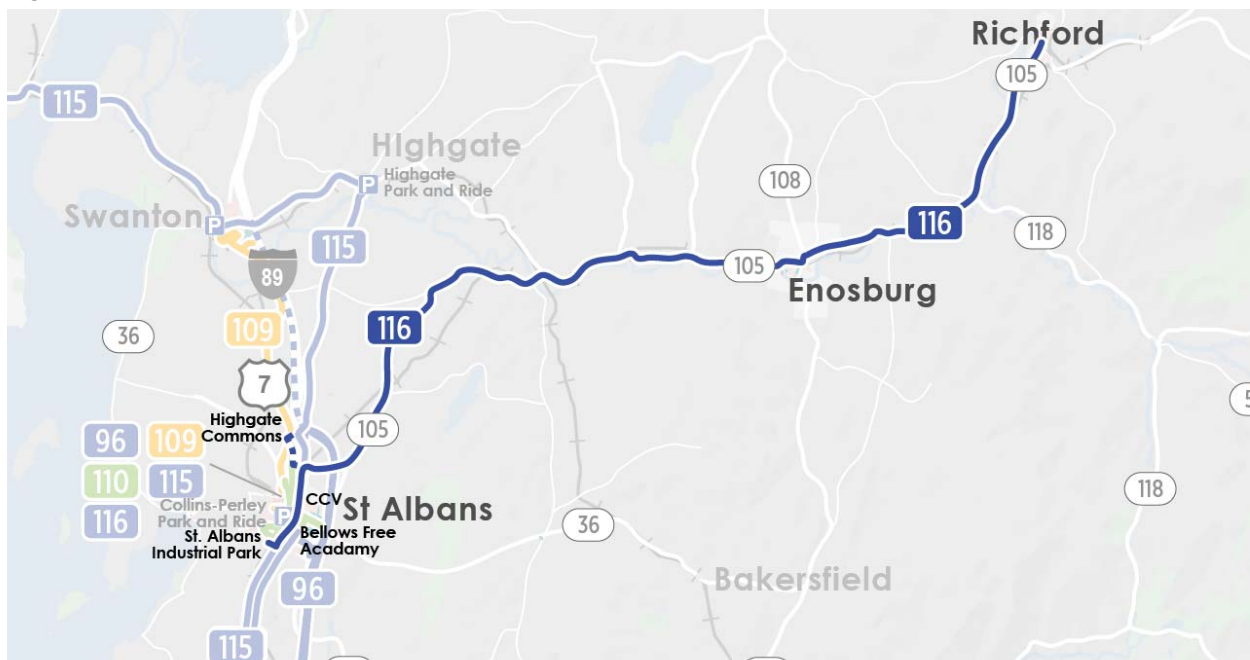 Richford
105
115
HIghgate
Highgate
Park and Ride
P
108
Swanton
P
116
118
115
105
89
Enosburg
109
116
36
7
Highgate
Commons
96
109
105
110
115
118
CCV
St Albans
Collins-Perley
Park and Ride
P
116
36
St. Albans
Industrial Park
Bellows Free
Acadamy
Bakersfield
96
115